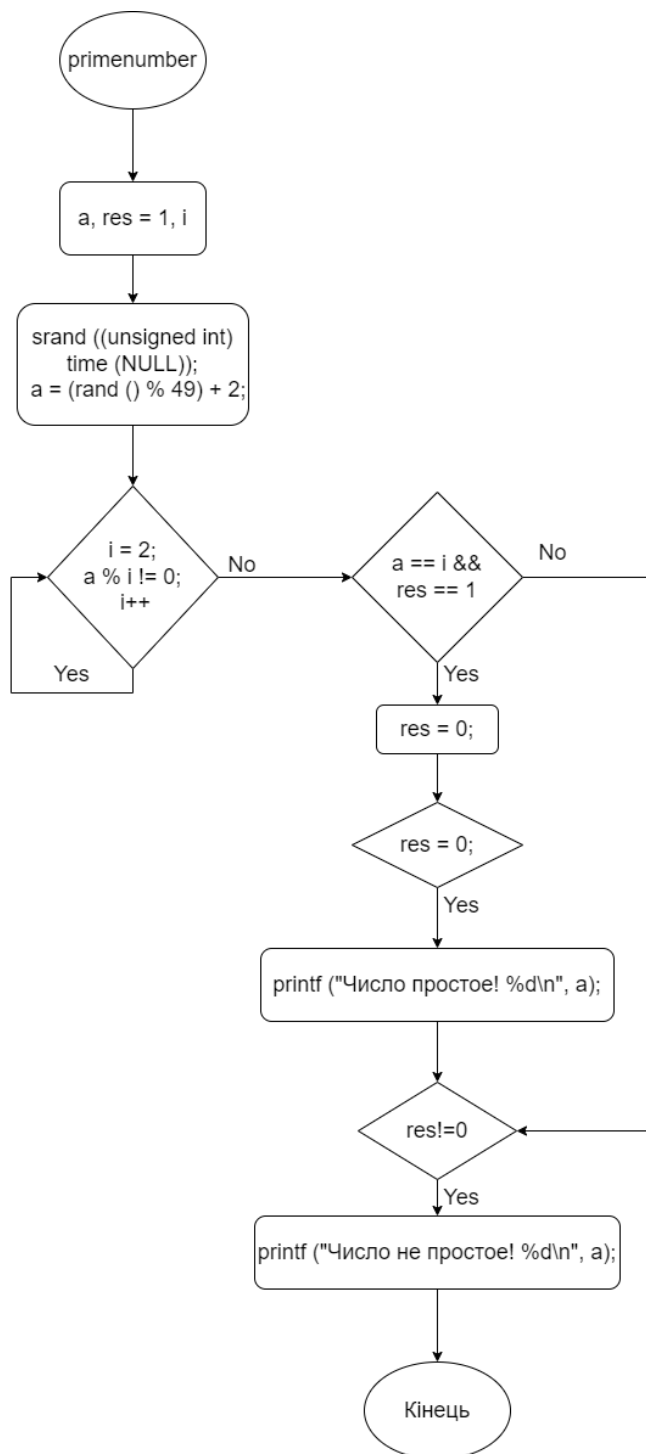 primenumber
a, res = 1, i
srand ((unsigned int)
time (NULL));
a = (rand () % 49) + 2;
i = 2;
a % i != 0;
i++
Yes
No
a == i &&
res == 1
No
Yes
res = 0;
res = 0;
Yes
printf ("Число простое! %d\n", a);
res!=0
Yes
printf ("Число не простое! %d\n", a);
Кінець